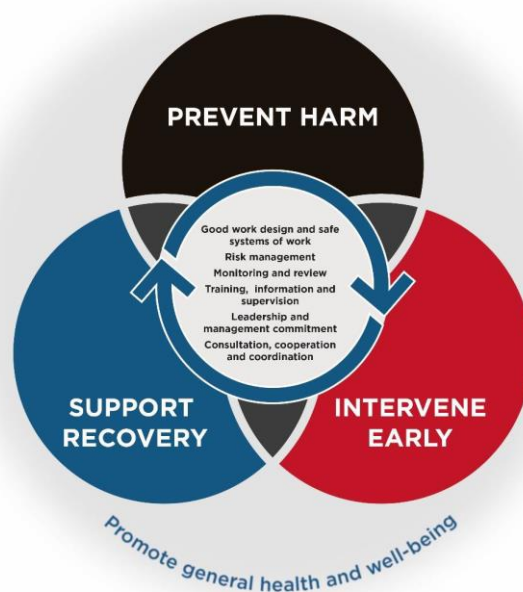 PREVENT HARM
Good work design and safe
systems of work
Risk management
Monitoring and review
Training, information and
supervision
Leadership and
management commitment
Consultation, cooperation
and coordination
SUPPORT
RECOVERY
INTERVENE
EARLY
Promote general health and well-being